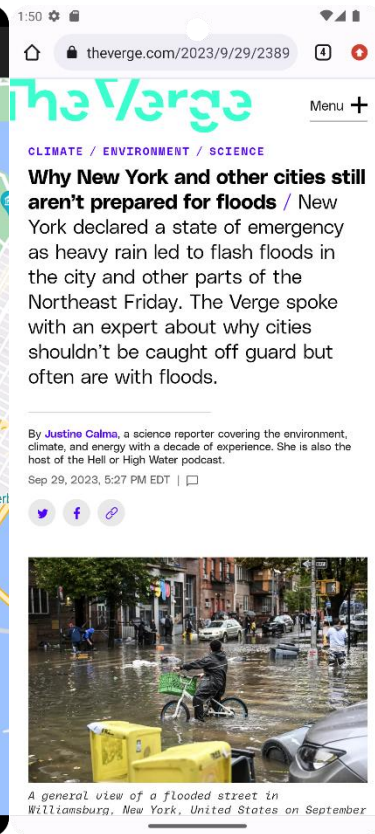 1:50
theverge.com/2023/9/29/2389
4
The Verge
Menu
CLIMATE / ENVIRONMENT / SCIENCE
Why New York and other cities still
aren't prepared for floods / New
York declared a state of emergency
as heavy rain led to flash floods in
the city and other parts of the
Northeast Friday. The Verge spoke
with an expert about why cities
shouldn't be caught off guard but
often are with floods.
By Justine Calma, a science reporter covering the environment,
climate, and energy with a decade of experience. She is also the
host of the Hell or High Water podcast.
Sep 29, 2023, 5:27 PM EDT |
A general view of a flooded street in
Williamsburg, New York, United States on September